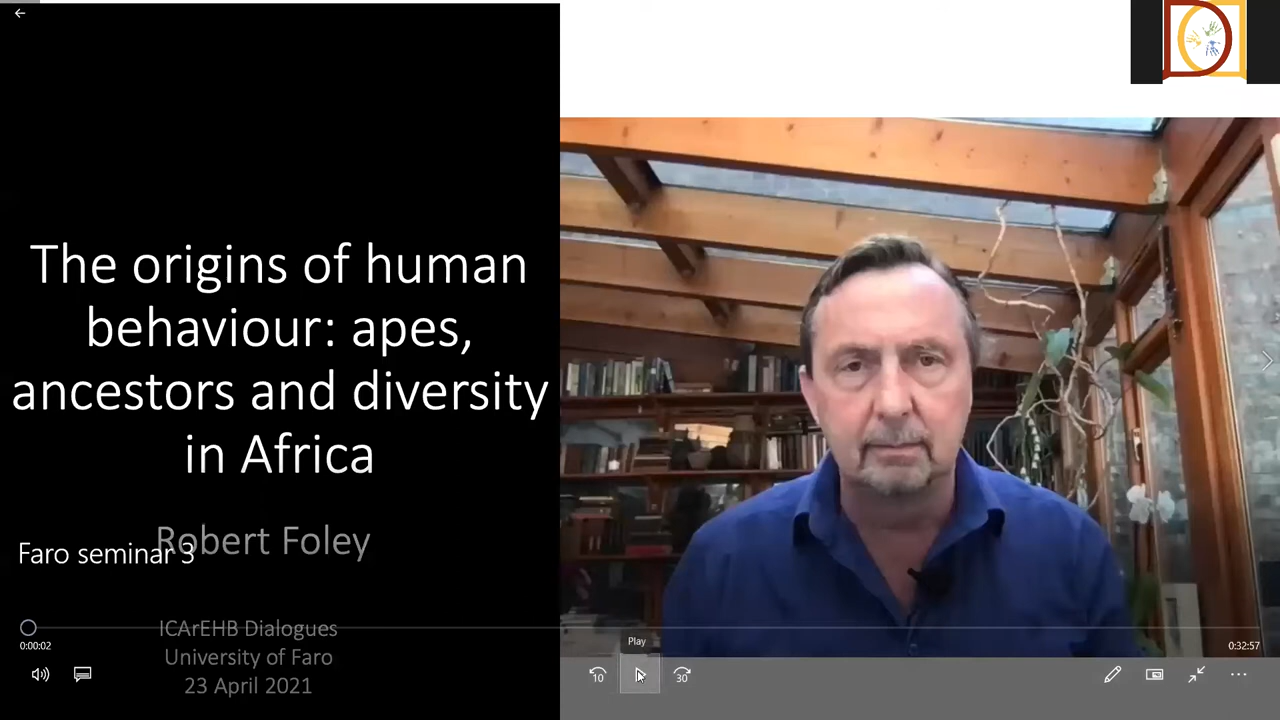 The origins of human
behaviour: apes,
ancestors and diversity
in Africa
Robert Foley
Faro seminar 3
ICArEHB Dialogues
University of Faro
23 April 2021
0:00:02
Play
0:32:57
10
30